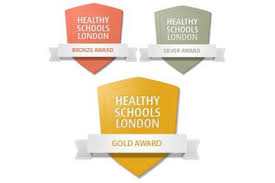 HEALTHY
SCHOOLS
LONDON
BRONZE AWARD
HEALTHY
SCHOOLS
LONDON
SILVER AWARD
HEALTHY
SCHOOLS
LONDON
GOLD AWARD